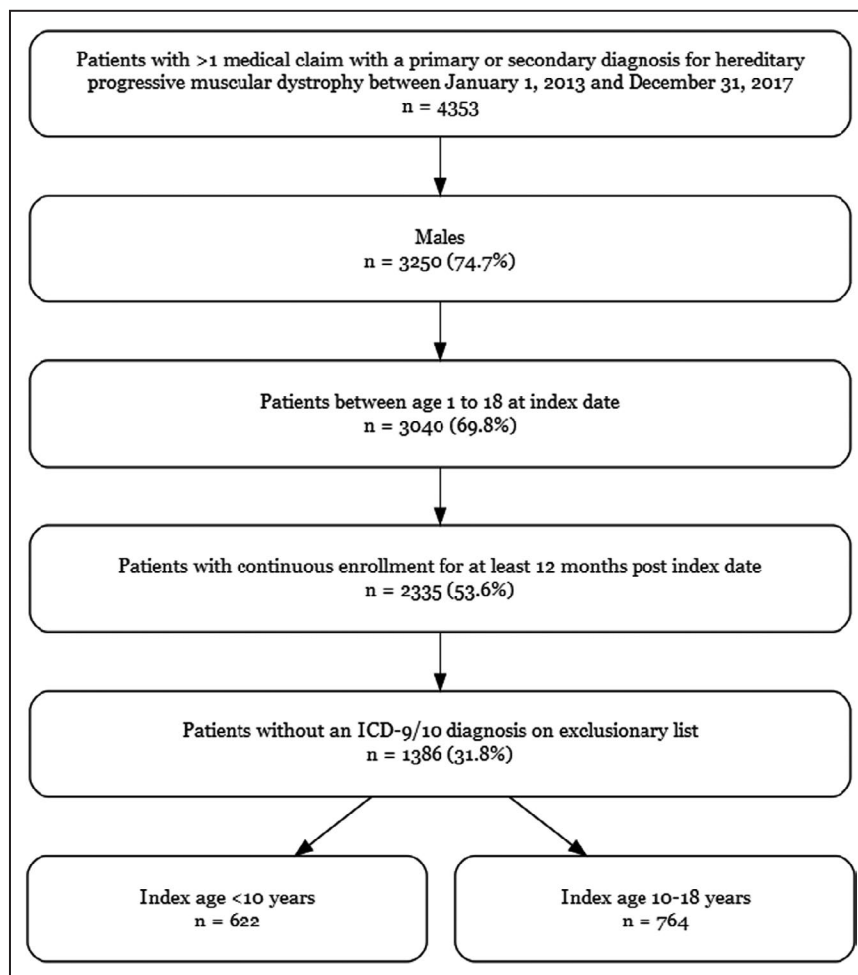 Patients with >1 medical claim with a primary or secondary diagnosis for hereditary
progressive muscular dystrophy between January 1, 2013 and December 31, 2017
n = 4353
Males
n = 3250 (74.7%)
Patients between age 1 to 18 at index date
n = 3040 (69.8%)
Patients with continuous enrollment for at least 12 months post index date
n = 2335 (53.6%)
Patients without an ICD-9/10 diagnosis on exclusionary list
n = 1386 (31.8%)
Index age <10 years
n = 622
Index age 10-18 years
n = 764